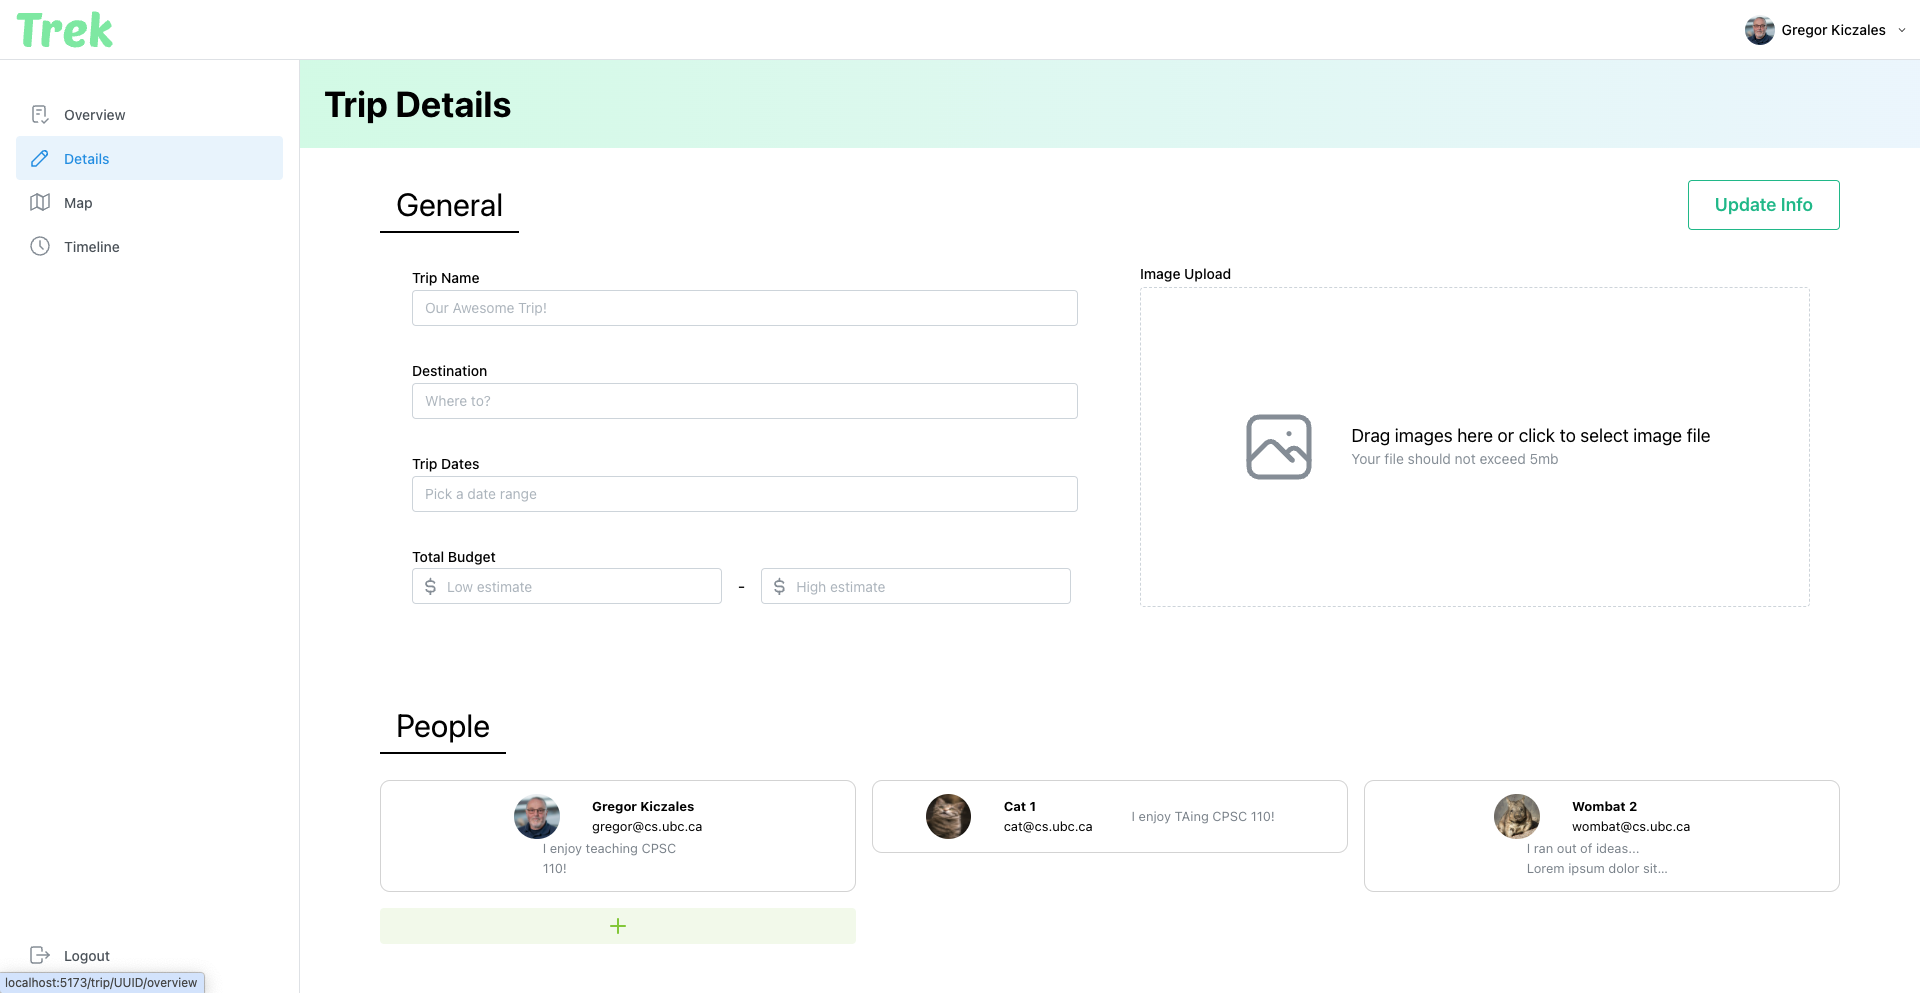 Trek
Gregor Kiczales
Overview
Details
Map
Timeline
Logout
localhost:5173/trip/UUID/overview
Trip Details
General
Update Info
Trip Name
Our Awesome Trip!
Destination
Where to?
Trip Dates
Pick a date range
Total Budget
$ Low estimate - $ High estimate
Image Upload
Drag images here or click to select image file
Your file should not exceed 5mb
People
Gregor Kiczales
gregor@cs.ubc.ca
I enjoy teaching CPSC
110!
Cat 1
cat@cs.ubc.ca
I enjoy TAing CPSC 110!
Wombat 2
wombat@cs.ubc.ca
I ran out of ideas...
Lorem ipsum dolor sit...
+